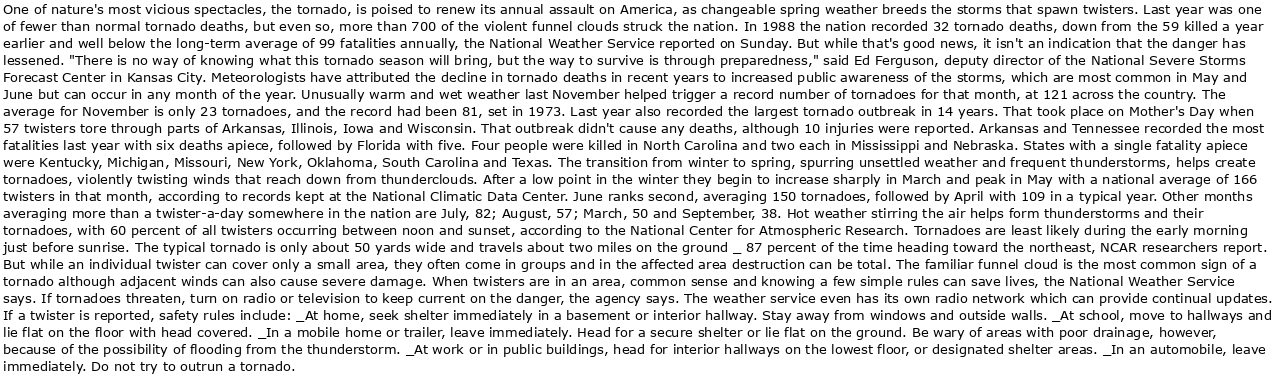 One of nature's most vicious spectacles, the tornado, is poised to renew its annual assault on America, as changeable spring weather breeds the storms that spawn twisters. Last year was one
of fewer than normal tornado deaths, but even so, more than 700 of the violent funnel clouds struck the nation. In 1988 the nation recorded 32 tornado deaths, down from the 59 killed a year
earlier and well below the long-term average of 99 fatalities annually, the National Weather Service reported on Sunday. But while that's good news, it isn't an indication that the danger has
lessened. "There is no way of knowing what this tornado season will bring, but the way to survive is through preparedness," said Ed Ferguson, deputy director of the National Severe Storms
Forecast Center in Kansas City. Meteorologists have attributed the decline in tornado deaths in recent years to increased public awareness of the storms, which are most common in May and
June but can occur in any month of the year. Unusually warm and wet weather last November helped trigger a record number of tornadoes for that month, at 121 across the country. The
average for November is only 23 tornadoes, and the record had been 81, set in 1973. Last year also recorded the largest tornado outbreak in 14 years. That took place on Mother's Day when
57 twisters tore through parts of Arkansas, Illinois, Iowa and Wisconsin. That outbreak didn't cause any deaths, although 10 injuries were reported. Arkansas and Tennessee recorded the most
fatalities last year with six deaths apiece, followed by Florida with five. Four people were killed in North Carolina and two each in Mississippi and Nebraska. States with a single fatality apiece
were Kentucky, Michigan, Missouri, New York, Oklahoma, South Carolina and Texas. The transition from winter to spring, spurring unsettled weather and frequent thunderstorms, helps create
tornadoes, violently twisting winds that reach down from thunderclouds. After a low point in the winter they begin to increase sharply in March and peak in May with a national average of 166
twisters in that month, according to records kept at the National Climatic Data Center. June ranks second, averaging 150 tornadoes, followed by April with 109 in a typical year. Other months
averaging more than a twister-a-day somewhere in the nation are July, 82; August, 57; March, 50 and September, 38. Hot weather stirring the air helps form thunderstorms and their
tornadoes, with 60 percent of all twisters occurring between noon and sunset, according to the National Center for Atmospheric Research. Tornadoes are least likely during the early morning
just before sunrise. The typical tornado is only about 50 yards wide and travels about two miles on the ground _ 87 percent of the time heading toward the northeast, NCAR researchers report.
But while an individual twister can cover only a small area, they often come in groups and in the affected area destruction can be total. The familiar funnel cloud is the most common sign of a
tornado although adjacent winds can also cause severe damage. When twisters are in an area, common sense and knowing a few simple rules can save lives, the National Weather Service
says. If tornadoes threaten, turn on radio or television to keep current on the danger, the agency says. The weather service even has its own radio network which can provide continual updates.
If a twister is reported, safety rules include: _At home, seek shelter immediately in a basement or interior hallway. Stay away from windows and outside walls. _At school, move to hallways and
lie flat on the floor with head covered. _In a mobile home or trailer, leave immediately. Head for a secure shelter or lie flat on the ground. Be wary of areas with poor drainage, however,
because of the possibility of flooding from the thunderstorm. _At work or in public buildings, head for interior hallways on the lowest floor, or designated shelter areas. _In an automobile, leave
immediately. Do not try to outrun a tornado.